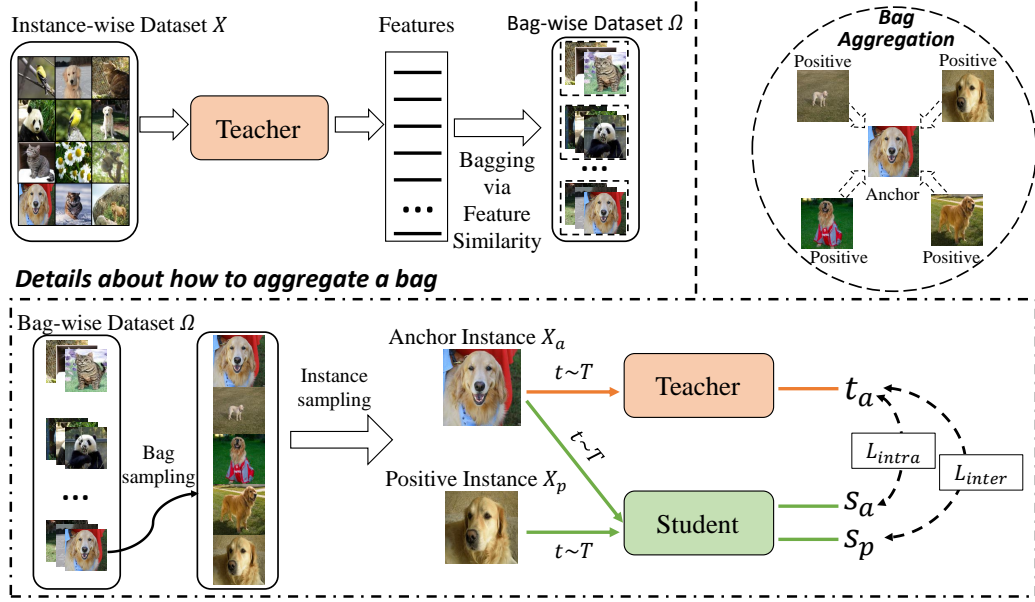 Instance-wise Dataset X
Features
Bag-wise Dataset Ω
Teacher
Bagging
via
Feature
Similarity
...
...
Bag
Aggregation
Positive
Positive
Anchor
Positive
Positive
Details about how to aggregate a bag
Bag-wise Dataset Ω
...
Bag
sampling
Instance
sampling
Anchor Instance X_a
t~T
Teacher
t_a
t~T
L_intra
L_inter
Positive Instance X_p
t~T
Student
s_a
s_p